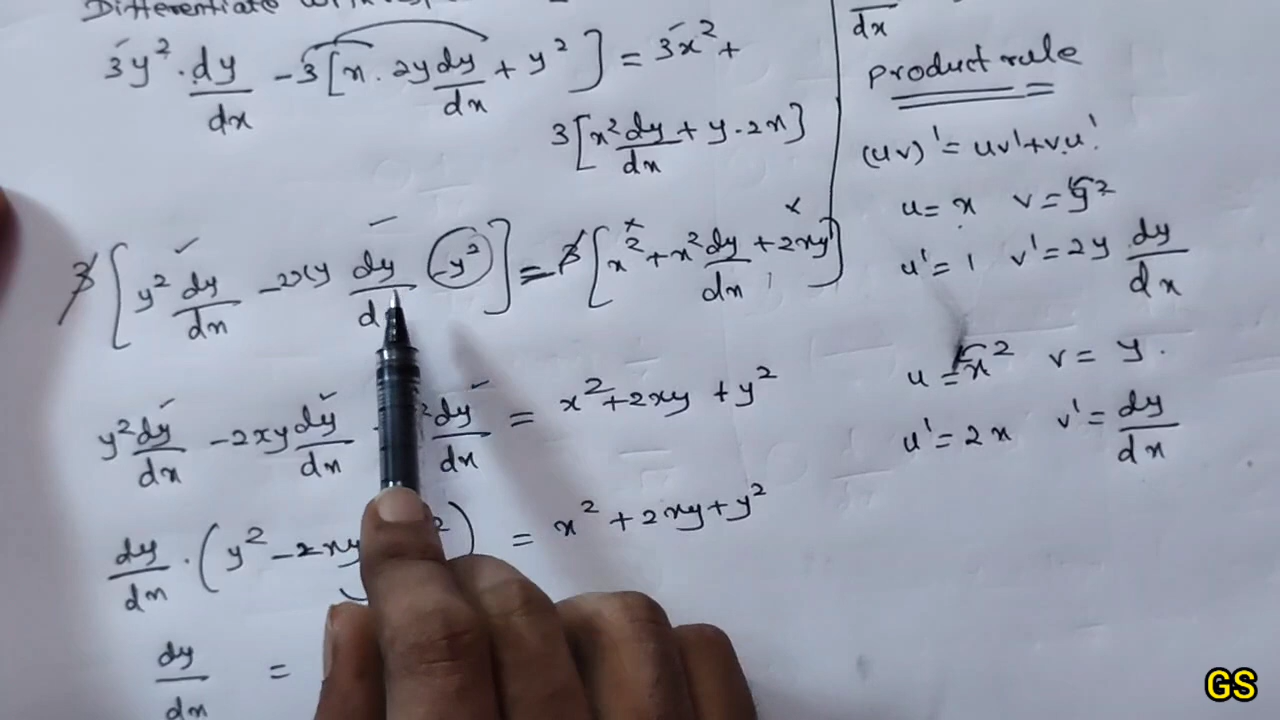 Differentiate
3y² · dy/dx - 3[x · 2y dy/dx + y²] = 3x² +
3[x² dy/dx + y · 2x]
3[y² dy/dx - 2xy dy/dx - y²] = 3[x² + x² dy/dx + 2xy]
y² dy/dx - 2xy dy/dx - ² dy/dx = x² + 2xy + y²
dy/dx · (y² - 2xy ²) = x² + 2xy + y²
dy/dx =
dx
Product rule
(uv)' = uv' + v.u'
u = x v = y²
u' = 1 v' = 2y dy/dx
u = x² v = y .
u' = 2x v' = dy/dx
GS